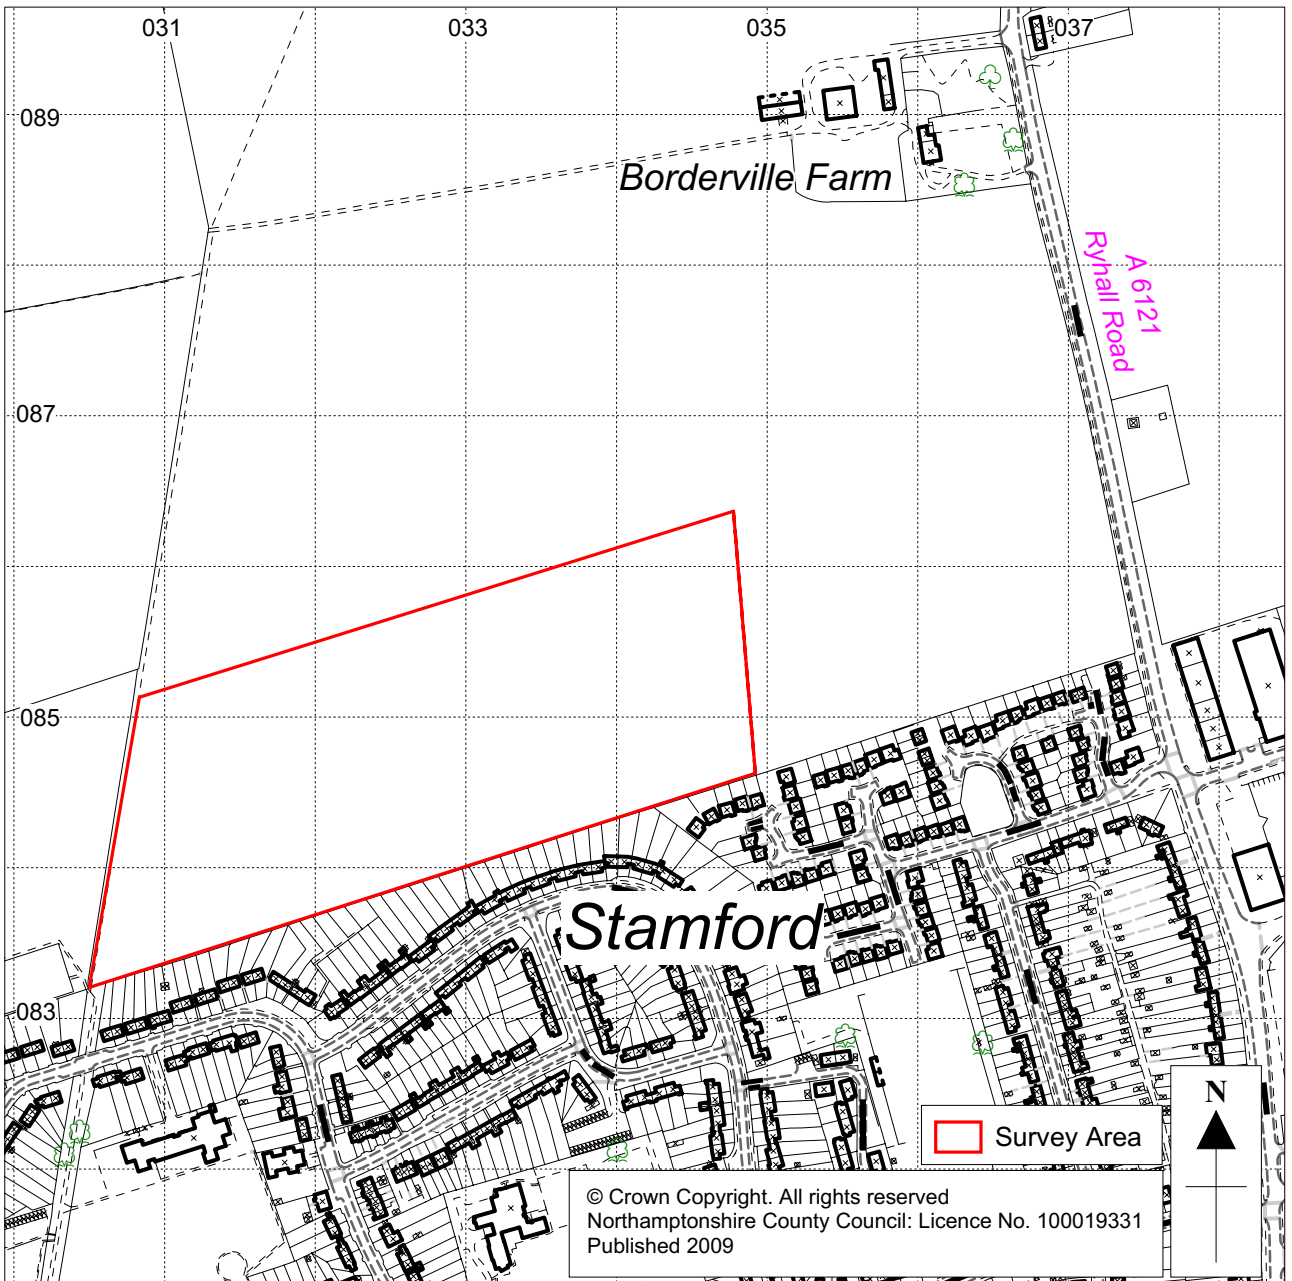 031
033
035
037
089
Borderville Farm
A 6121
Ryhall Road
087
085
Stamford
083
N
Survey Area
© Crown Copyright. All rights reserved
Northamptonshire County Council: Licence No. 100019331
Published 2009